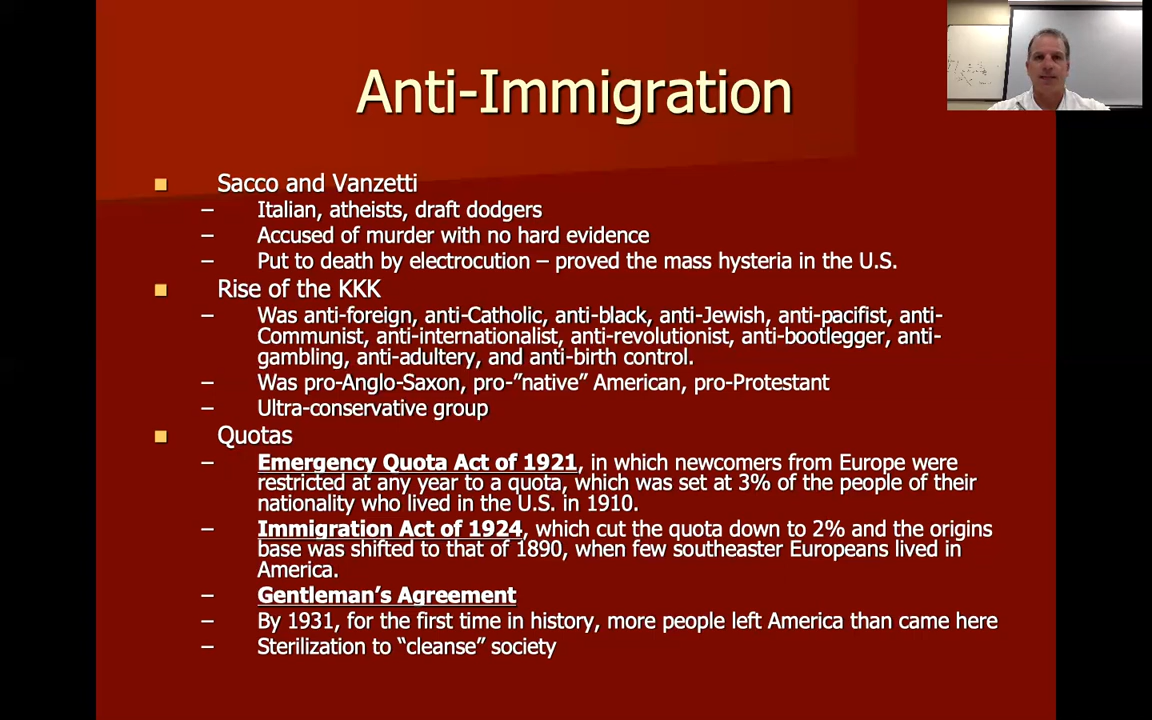 Anti-Immigration
Sacco and Vanzetti
– Italian, atheists, draft dodgers
– Accused of murder with no hard evidence
– Put to death by electrocution – proved the mass hysteria in the U.S.
Rise of the KKK
– Was anti-foreign, anti-Catholic, anti-black, anti-Jewish, anti-pacifist, anti-
Communist, anti-internationalist, anti-revolutionist, anti-bootlegger, anti-
gambling, anti-adultery, and anti-birth control.
– Was pro-Anglo-Saxon, pro-”native” American, pro-Protestant
– Ultra-conservative group
Quotas
– Emergency Quota Act of 1921, in which newcomers from Europe were
restricted at any year to a quota, which was set at 3% of the people of their
nationality who lived in the U.S. in 1910.
– Immigration Act of 1924, which cut the quota down to 2% and the origins
base was shifted to that of 1890, when few southeaster Europeans lived in
America.
– Gentleman’s Agreement
– By 1931, for the first time in history, more people left America than came here
– Sterilization to “cleanse” society